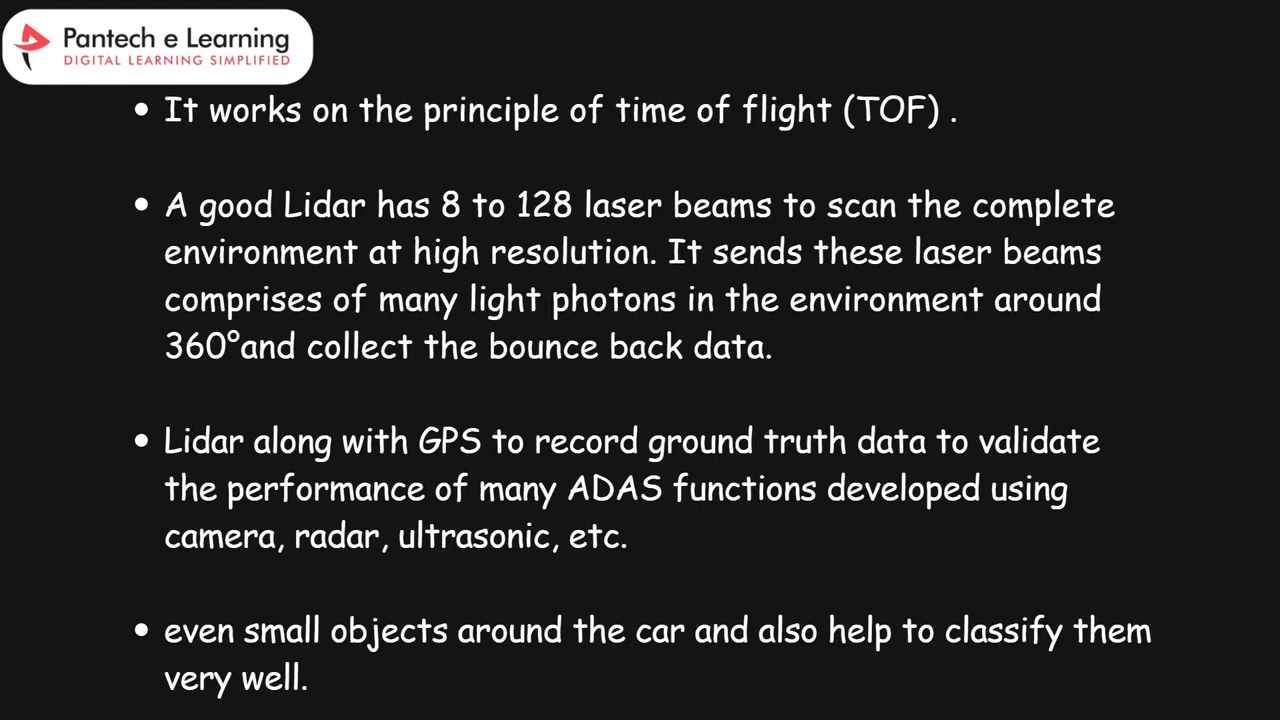 Pantech e Learning
DIGITAL LEARNING SIMPLIFIED
• It works on the principle of time of flight (TOF) .
• A good Lidar has 8 to 128 laser beams to scan the complete
environment at high resolution. It sends these laser beams
comprises of many light photons in the environment around
360°and collect the bounce back data.
• Lidar along with GPS to record ground truth data to validate
the performance of many ADAS functions developed using
camera, radar, ultrasonic, etc.
• even small objects around the car and also help to classify them
very well.